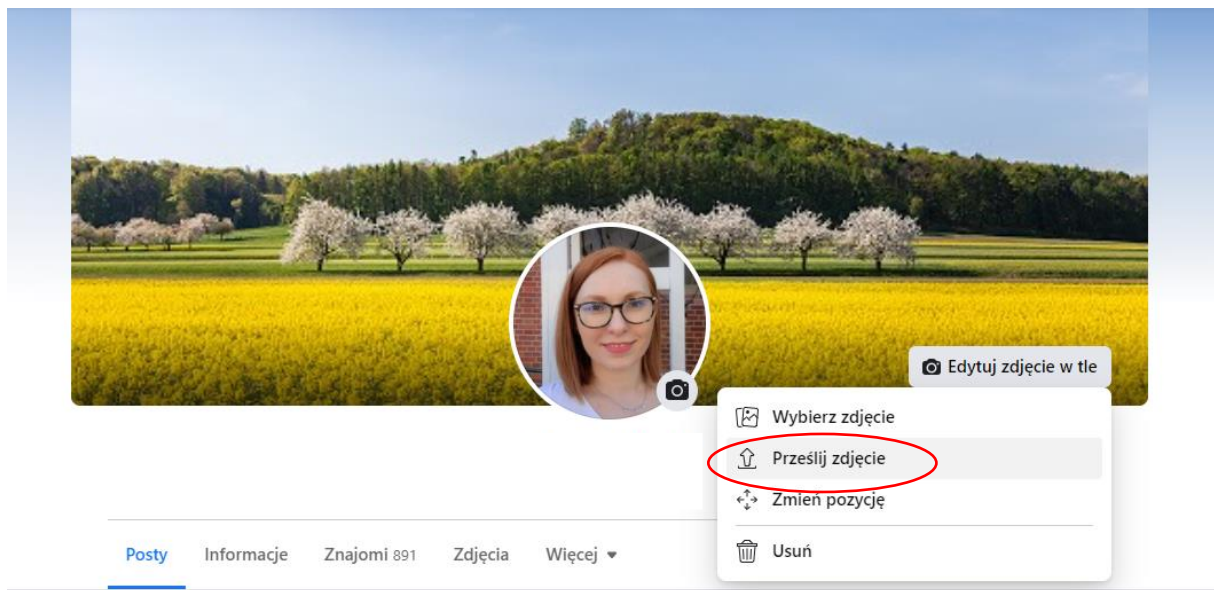 Edytuj zdjęcie w tle
Wybierz zdjęcie
Prześlij zdjęcie
Zmień pozycję
Usuń
Posty Informacje Znajomi 891 Zdjęcia Więcej